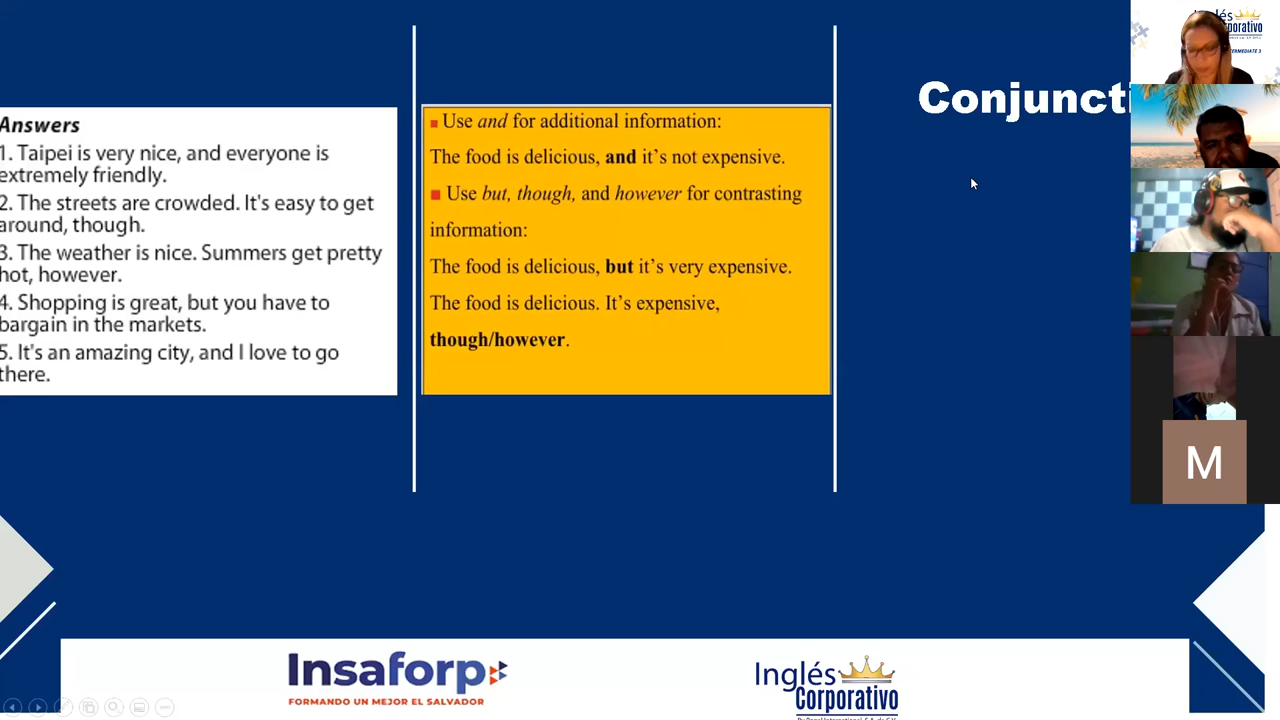 Conjuncti
Answers
1. Taipei is very nice, and everyone is
extremely friendly.
2. The streets are crowded. It's easy to get
around, though.
3. The weather is nice. Summers get pretty
hot, however.
4. Shopping is great, but you have to
bargain in the markets.
5. It's an amazing city, and I love to go
there.
■ Use and for additional information:
The food is delicious, and it's not expensive.
■ Use but, though, and however for contrasting
information:
The food is delicious, but it's very expensive.
The food is delicious. It's expensive,
though/however.
Inglés
Corporativo
INTERMEDIATE 3
M
Insaforp
FORMANDO UN MEJOR EL SALVADOR
Inglés
Corporativo